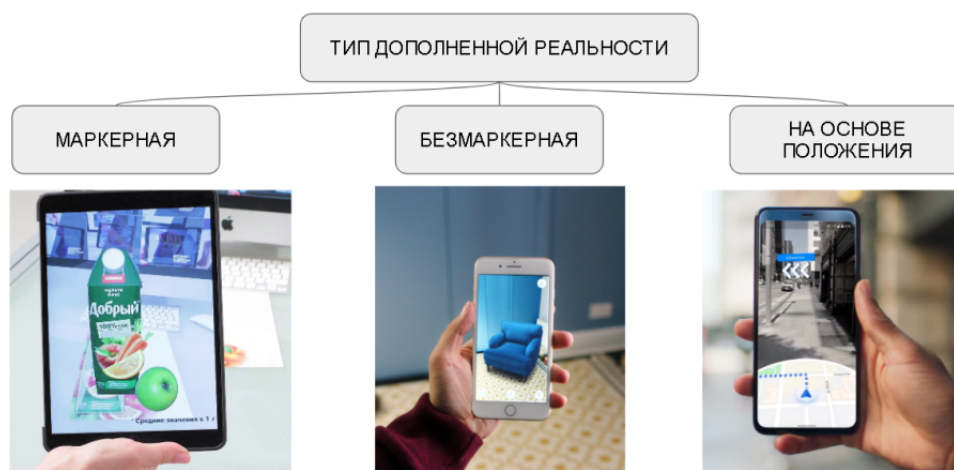 ТИП ДОПОЛНЕННОЙ РЕАЛЬНОСТИ
МАРКЕРНАЯ
БЕЗМАРКЕРНАЯ
НА ОСНОВЕ
ПОЛОЖЕНИЯ
Добрый
100% сок
Средние значения в 1 л